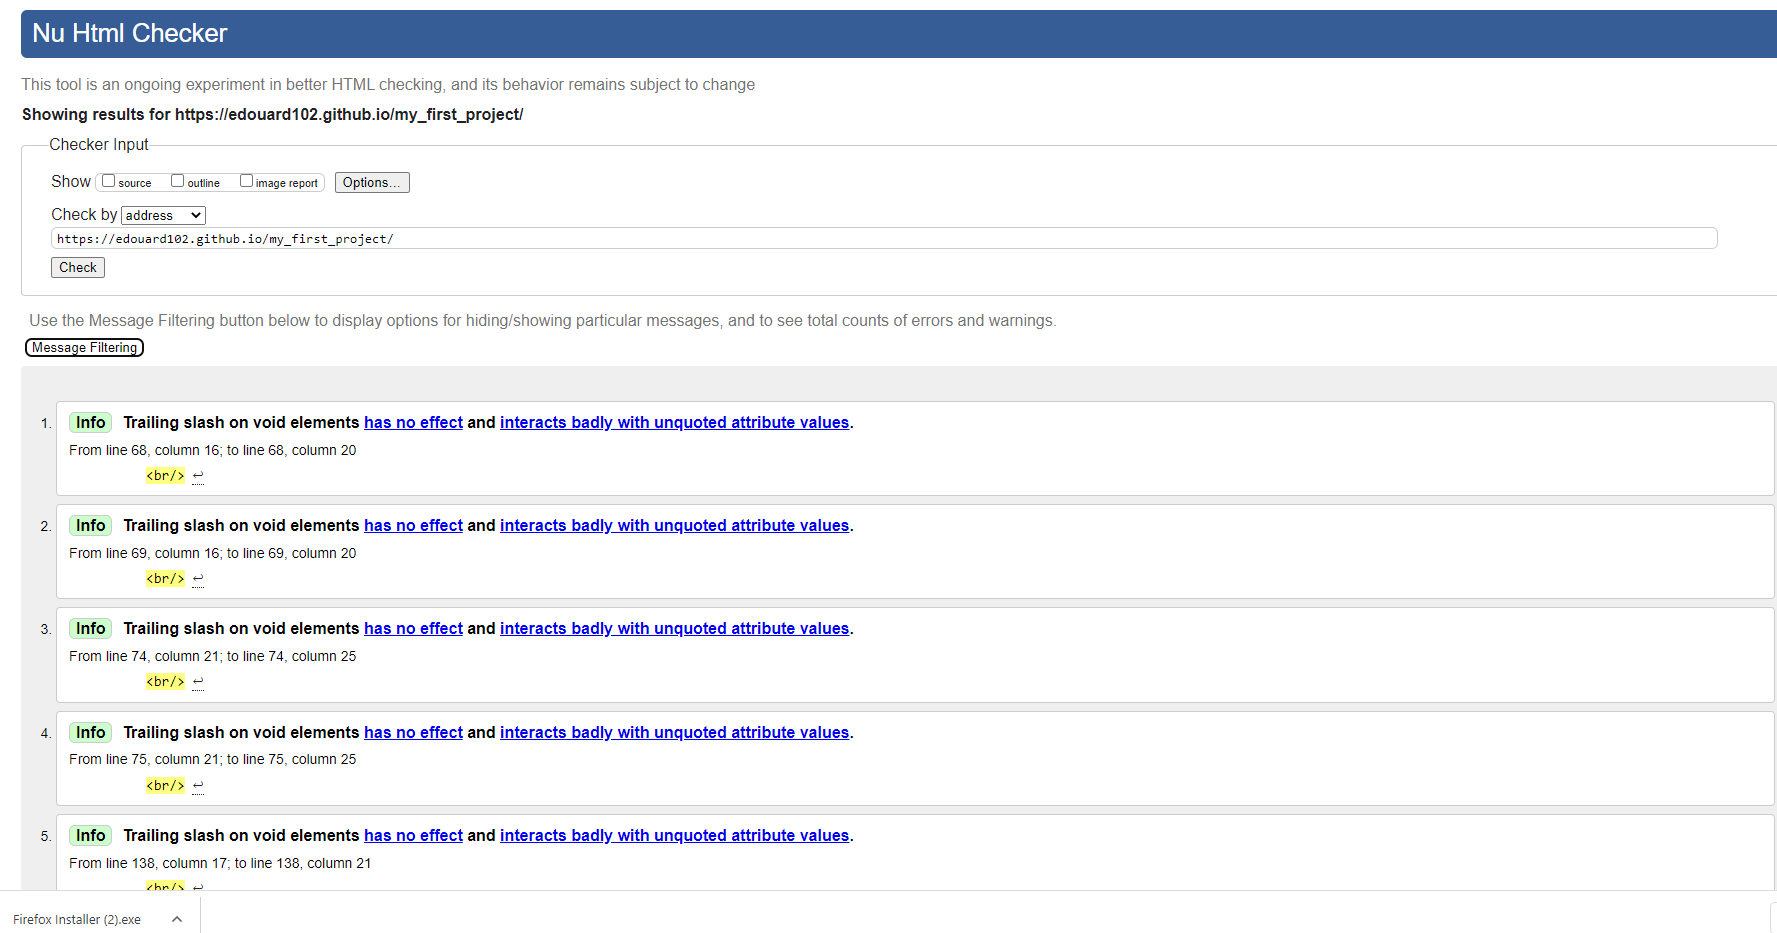 Nu Html Checker
This tool is an ongoing experiment in better HTML checking, and its behavior remains subject to change
Showing results for https://edouard102.github.io/my_first_project/
Checker Input
Show source outline image report Options...
Check by address
https://edouard102.github.io/my_first_project/
Check
Use the Message Filtering button below to display options for hiding/showing particular messages, and to see total counts of errors and warnings.
Message Filtering
1. Info Trailing slash on void elements has no effect and interacts badly with unquoted attribute values.
From line 68, column 16; to line 68, column 20
<br/> ↩
2. Info Trailing slash on void elements has no effect and interacts badly with unquoted attribute values.
From line 69, column 16; to line 69, column 20
<br/> ↩
3. Info Trailing slash on void elements has no effect and interacts badly with unquoted attribute values.
From line 74, column 21; to line 74, column 25
<br/> ↩
4. Info Trailing slash on void elements has no effect and interacts badly with unquoted attribute values.
From line 75, column 21; to line 75, column 25
<br/> ↩
5. Info Trailing slash on void elements has no effect and interacts badly with unquoted attribute values.
From line 138, column 17; to line 138, column 21
<br/> ↩
Firefox Installer (2).exe